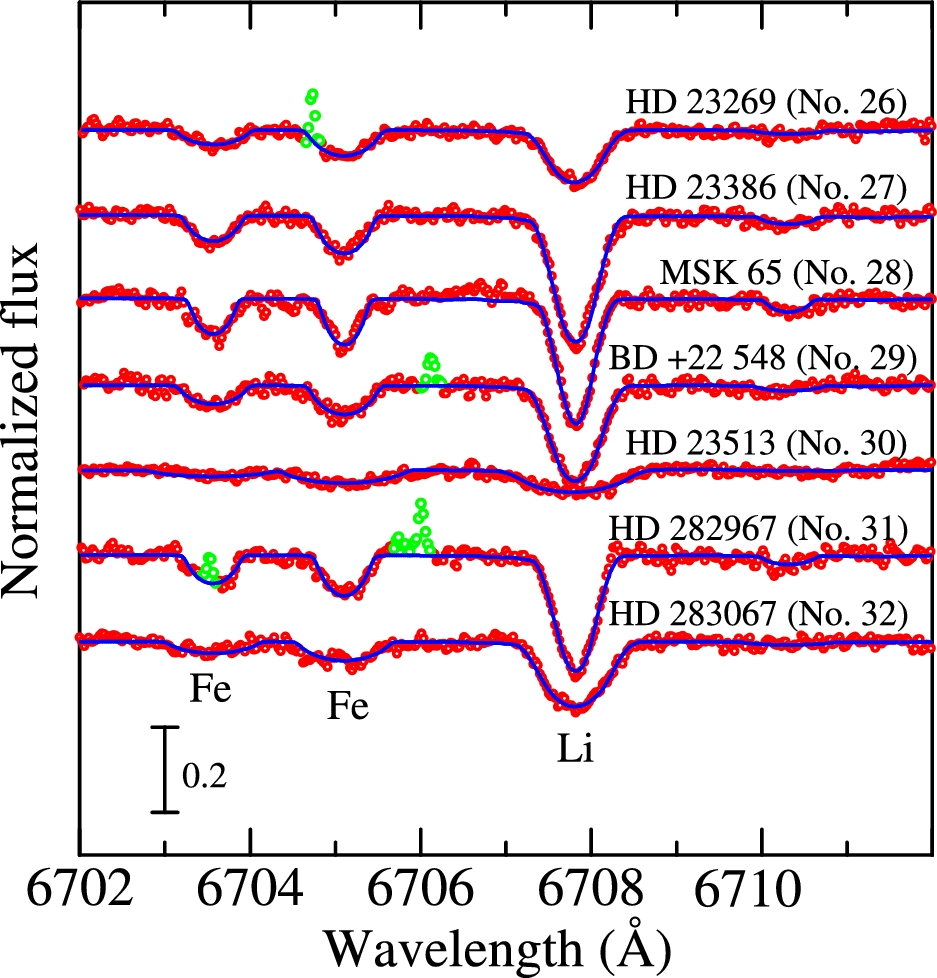 HD 23269 (No. 26)
HD 23386 (No. 27)
MSK 65 (No. 28)
BD +22 548 (No. 29)
HD 23513 (No. 30)
HD 282967 (No. 31)
HD 283067 (No. 32)
Fe
Fe
Li
0.2
Normalized flux
6702 6704 6706 6708 6710
Wavelength (Å)